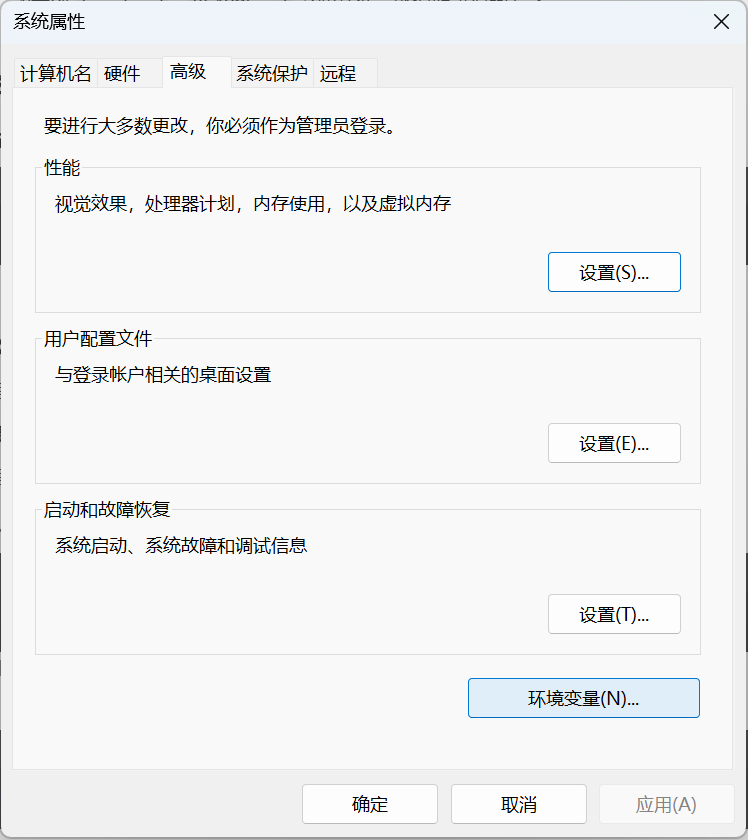 系统属性
计算机名 硬件 高级 系统保护 远程
要进行大多数更改，你必须作为管理员登录。
性能
视觉效果，处理器计划，内存使用，以及虚拟内存
设置(S)...
用户配置文件
与登录帐户相关的桌面设置
设置(E)...
启动和故障恢复
系统启动、系统故障和调试信息
设置(T)...
环境变量(N)...
确定 取消 应用(A)